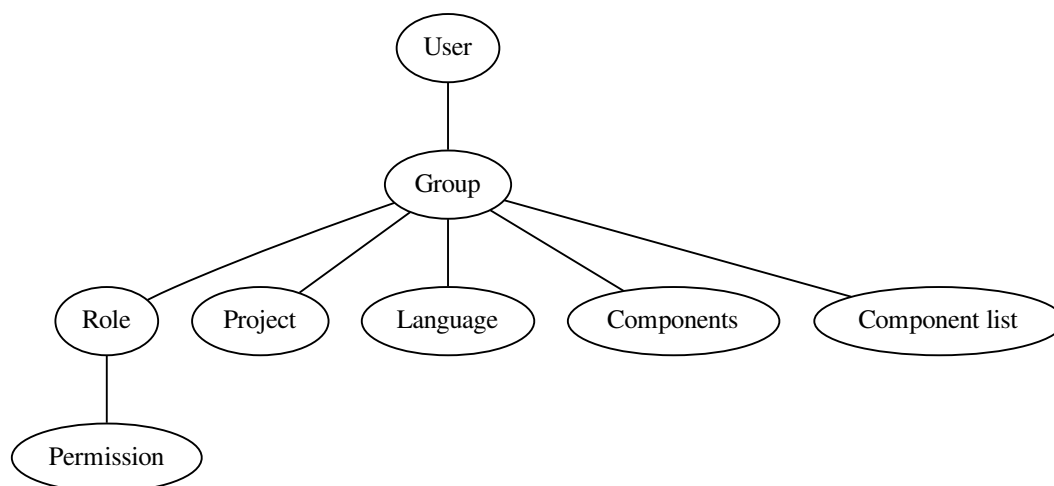 User
Group
Role
Project
Language
Components
Component list
Permission